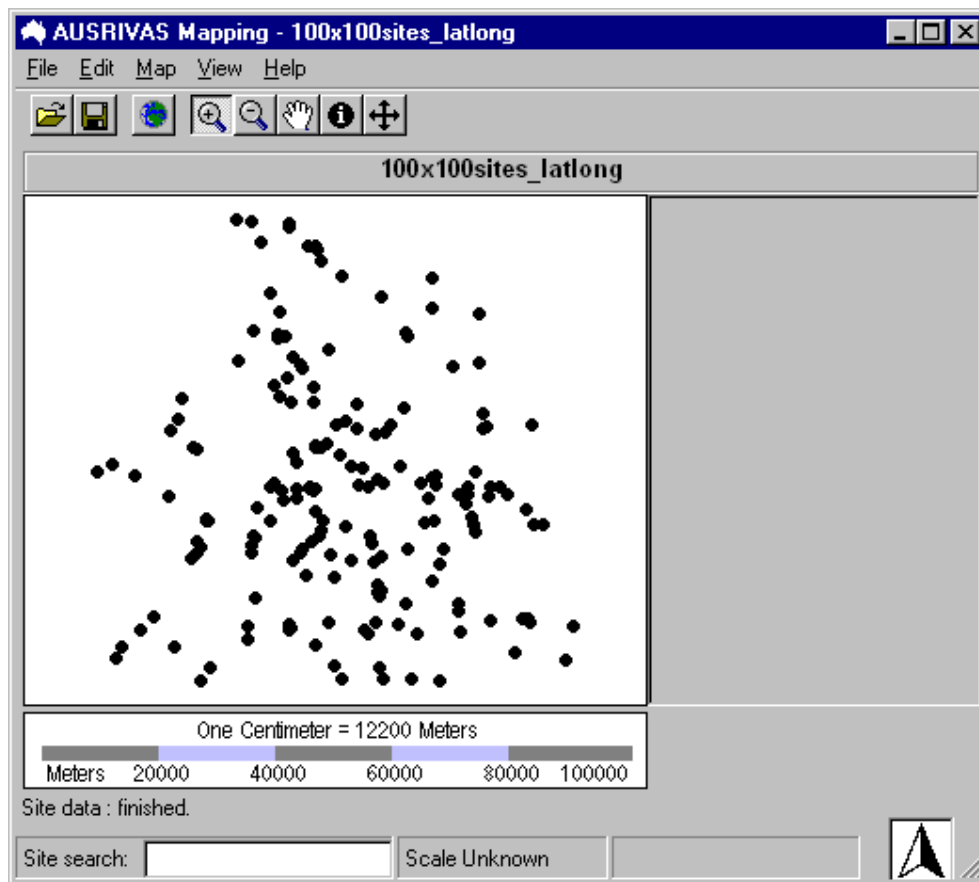 AUSRIVAS Mapping - 100x100sites_latlong
File Edit Map View Help
100x100sites_latlong
One Centimeter = 12200 Meters
Meters 20000 40000 60000 80000 100000
Site data : finished.
Site search: Scale Unknown